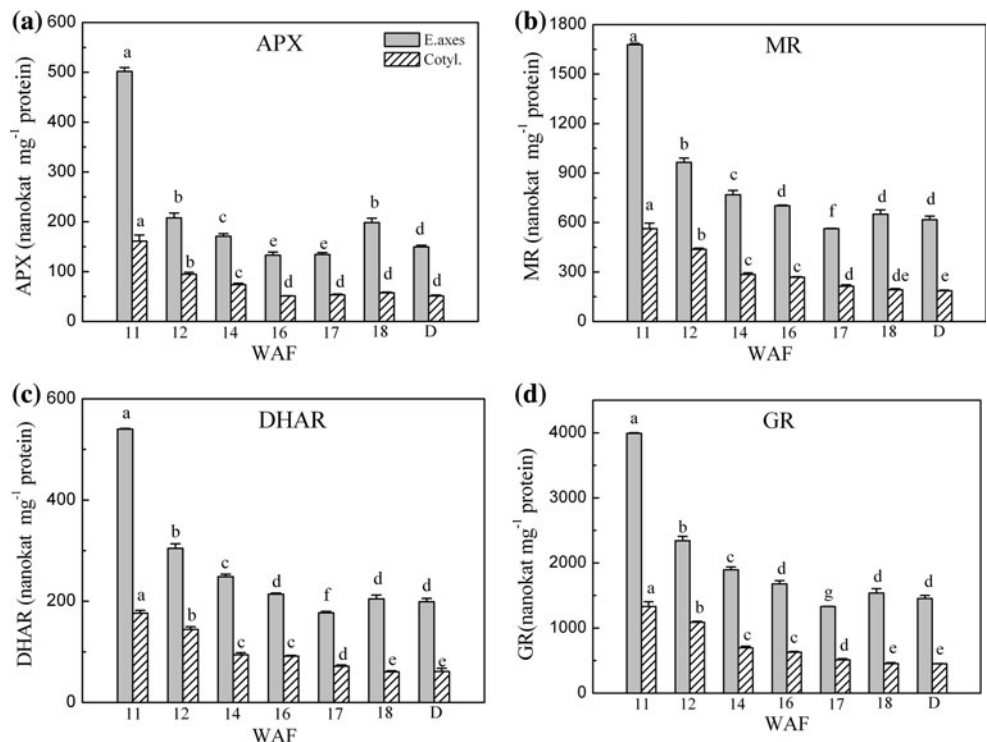 (a)
APX
E.axes
Cotyl.
APX (nanokat mg-1 protein)
600
500
400
300
200
100
0
a
b
c
e
e
b
d
a
b
c
d
d
d
d
11 12 14 16 17 18 D
WAF
(b)
MR
MR (nanokat mg-1 protein)
1800
1500
1200
900
600
300
0
a
b
c
d
f
d
d
a
b
c
c
d
de
e
11 12 14 16 17 18 D
WAF
(c)
DHAR
DHAR (nanokat mg-1 protein)
600
400
200
0
a
b
c
d
f
d
d
a
b
c
c
d
e
e
11 12 14 16 17 18 D
WAF
(d)
GR
GR(nanokat mg-1 protein)
4000
3000
2000
1000
0
a
b
c
d
g
d
d
a
b
c
c
d
e
e
11 12 14 16 17 18 D
WAF